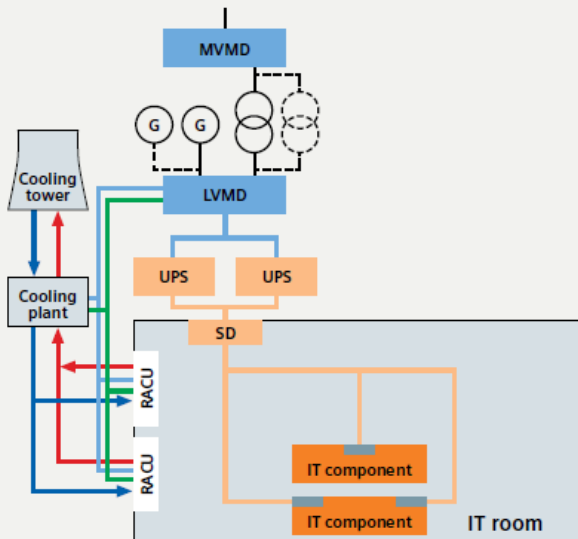 MVMD
G
G
Cooling
tower
LVMD
UPS
UPS
Cooling
plant
SD
RACU
RACU
IT component
IT component
IT room